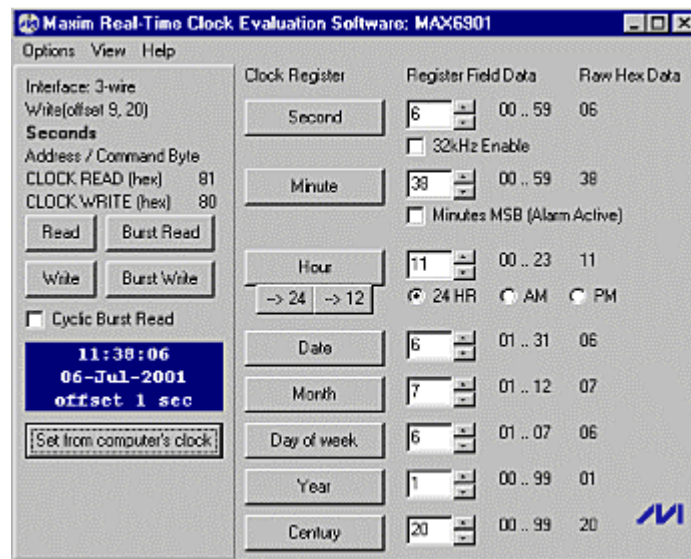 Maxim Real-Time Clock Evaluation Software: MAX6901
Options View Help
Interface: 3-wire
Write(offset 9, 20)
Seconds
Address / Command Byte
CLOCK READ (hex) 81
CLOCK WRITE (hex) 80
Read Burst Read
Write Burst Write
Cyclic Burst Read
11:38:06
06-Jul-2001
offset 1 sec
Set from computer's clock
Clock Register Register Field Data Raw Hex Data
Second 6 00 .. 59 06
32kHz Enable
Minute 38 00 .. 59 38
Minutes MSB (Alarm Active)
Hour 11 00 .. 23 11
--> 24 --> 12 24 HR AM PM
Date 6 01 .. 31 06
Month 7 01 .. 12 07
Day of week 6 01 .. 07 06
Year 1 00 .. 99 01
Century 20 00 .. 99 20